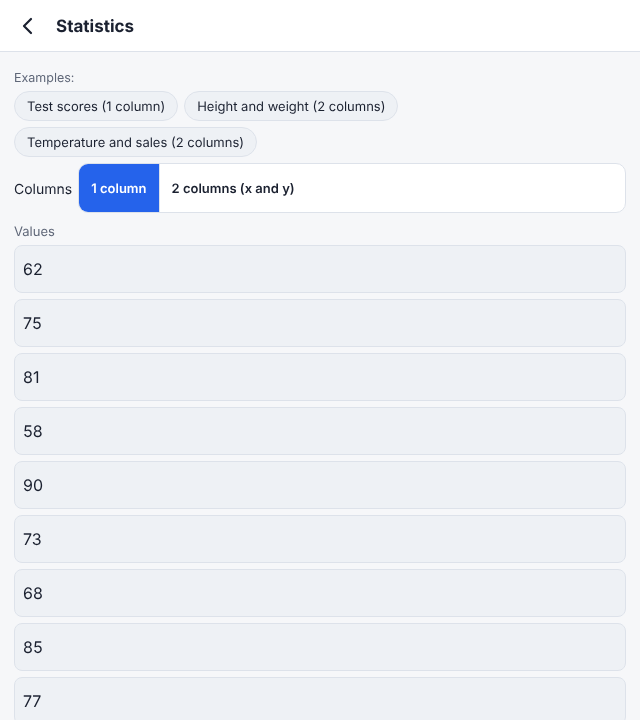 Statistics
Examples:
Test scores (1 column)
Height and weight (2 columns)
Temperature and sales (2 columns)
Columns
1 column
2 columns (x and y)
Values
62
75
81
58
90
73
68
85
77